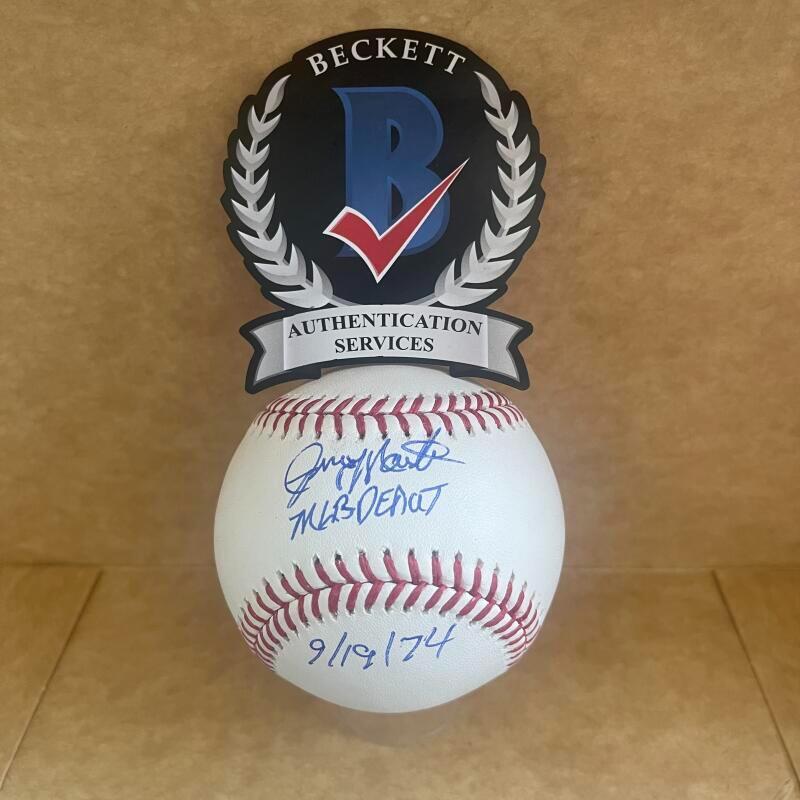 BECKETT
B
AUTHENTICATION
SERVICES
MLB DEBUT
9/19/74